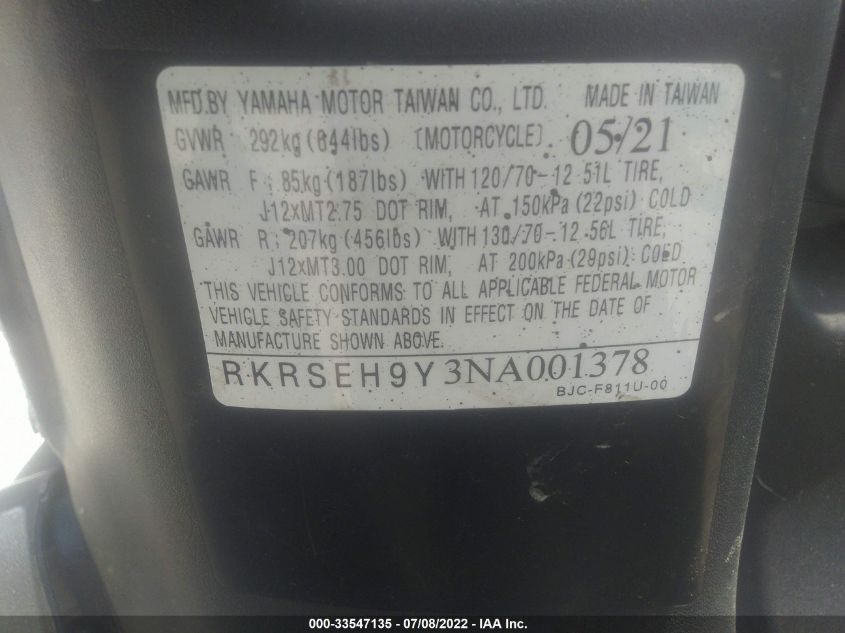 MFD.BY YAMAHA MOTOR TAIWAN CO., LTD. MADE IN TAIWAN
GVWR 292kg (644lbs) (MOTORCYCLE). 05/21
GAWR F : 85kg (187lbs) WITH 120/70-12 51L TIRE,
J12xMT2.75 DOT RIM, AT 150kPa (22psi) COLD
GAWR R : 207kg (456lbs) WITH 130/70-12 56L TIRE,
J12xMT3.00 DOT RIM, AT 200kPa (29psi) COLD
THIS VEHICLE CONFORMS TO ALL APPLICABLE FEDERAL MOTOR
VEHICLE SAFETY STANDARDS IN EFFECT ON THE DATE OF
MANUFACTURE SHOWN ABOVE.
RKRSEH9Y3NA001378
BJC-F811U-00
000-33547135 - 07/08/2022 - IAA Inc.